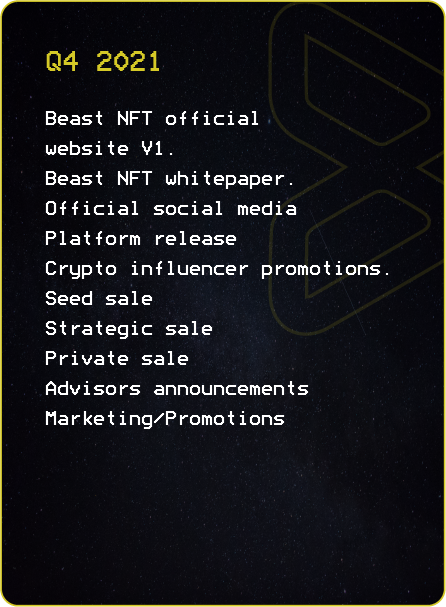 Q4 2021
Beast NFT official
website V1.
Beast NFT whitepaper.
Official social media
Platform release
Crypto influencer promotions.
Seed sale
Strategic sale
Private sale
Advisors announcements
Marketing/Promotions